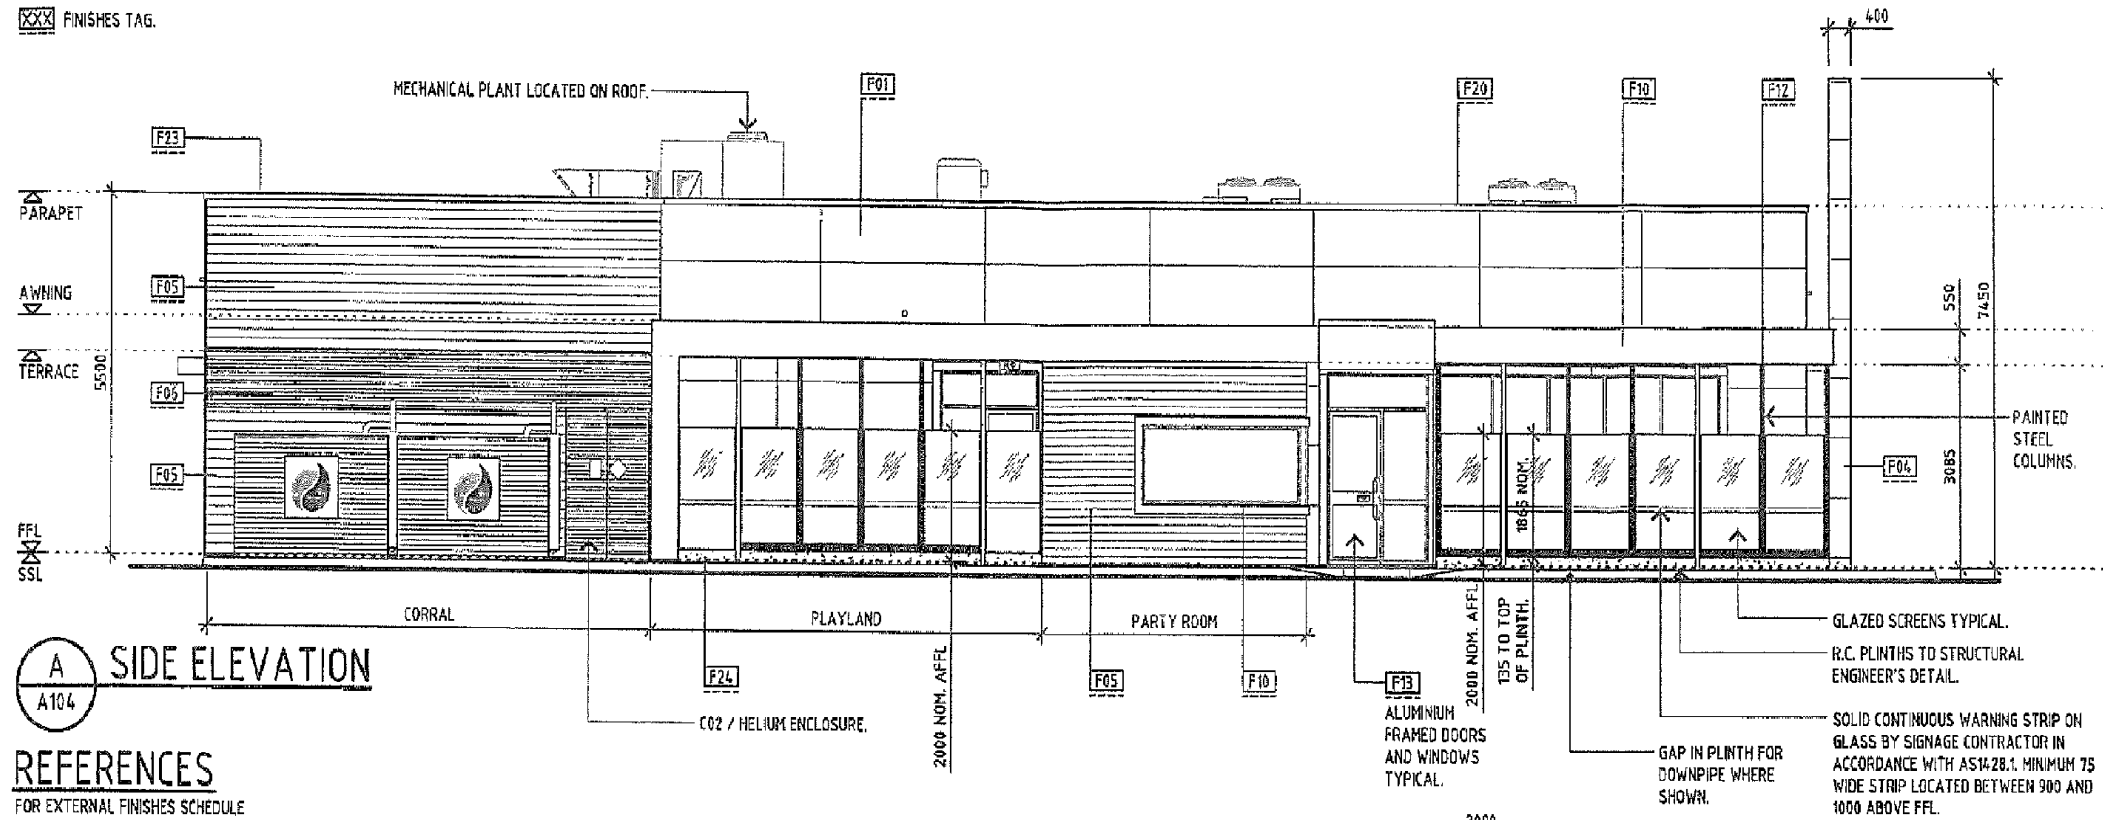 XXX FINISHES TAG.
400
MECHANICAL PLANT LOCATED ON ROOF.
F01
F20
F10
F12
F23
PARAPET
AWNING
F05
550
7450
TERRACE
5500
F06
PAINTED
STEEL
COLUMNS.
F05
1865 NOM.
3085
F04
FFL
SSL
CORRAL
PLAYLAND
PARTY ROOM
GLAZED SCREENS TYPICAL.
A
A104
SIDE ELEVATION
R.C. PLINTHS TO STRUCTURAL
ENGINEER'S DETAIL.
F24
F05
F10
F13
2000 NOM. AFFL
2000 NOM. AFFL
135 TO TOP
OF PLINTH.
CO2 / HELIUM ENCLOSURE.
ALUMINIUM
FRAMED DOORS
AND WINDOWS
TYPICAL.
GAP IN PLINTH FOR
DOWNPIPE WHERE
SHOWN.
SOLID CONTINUOUS WARNING STRIP ON
GLASS BY SIGNAGE CONTRACTOR IN
ACCORDANCE WITH AS1428.1. MINIMUM 75
WIDE STRIP LOCATED BETWEEN 900 AND
1000 ABOVE FFL.
REFERENCES
FOR EXTERNAL FINISHES SCHEDULE